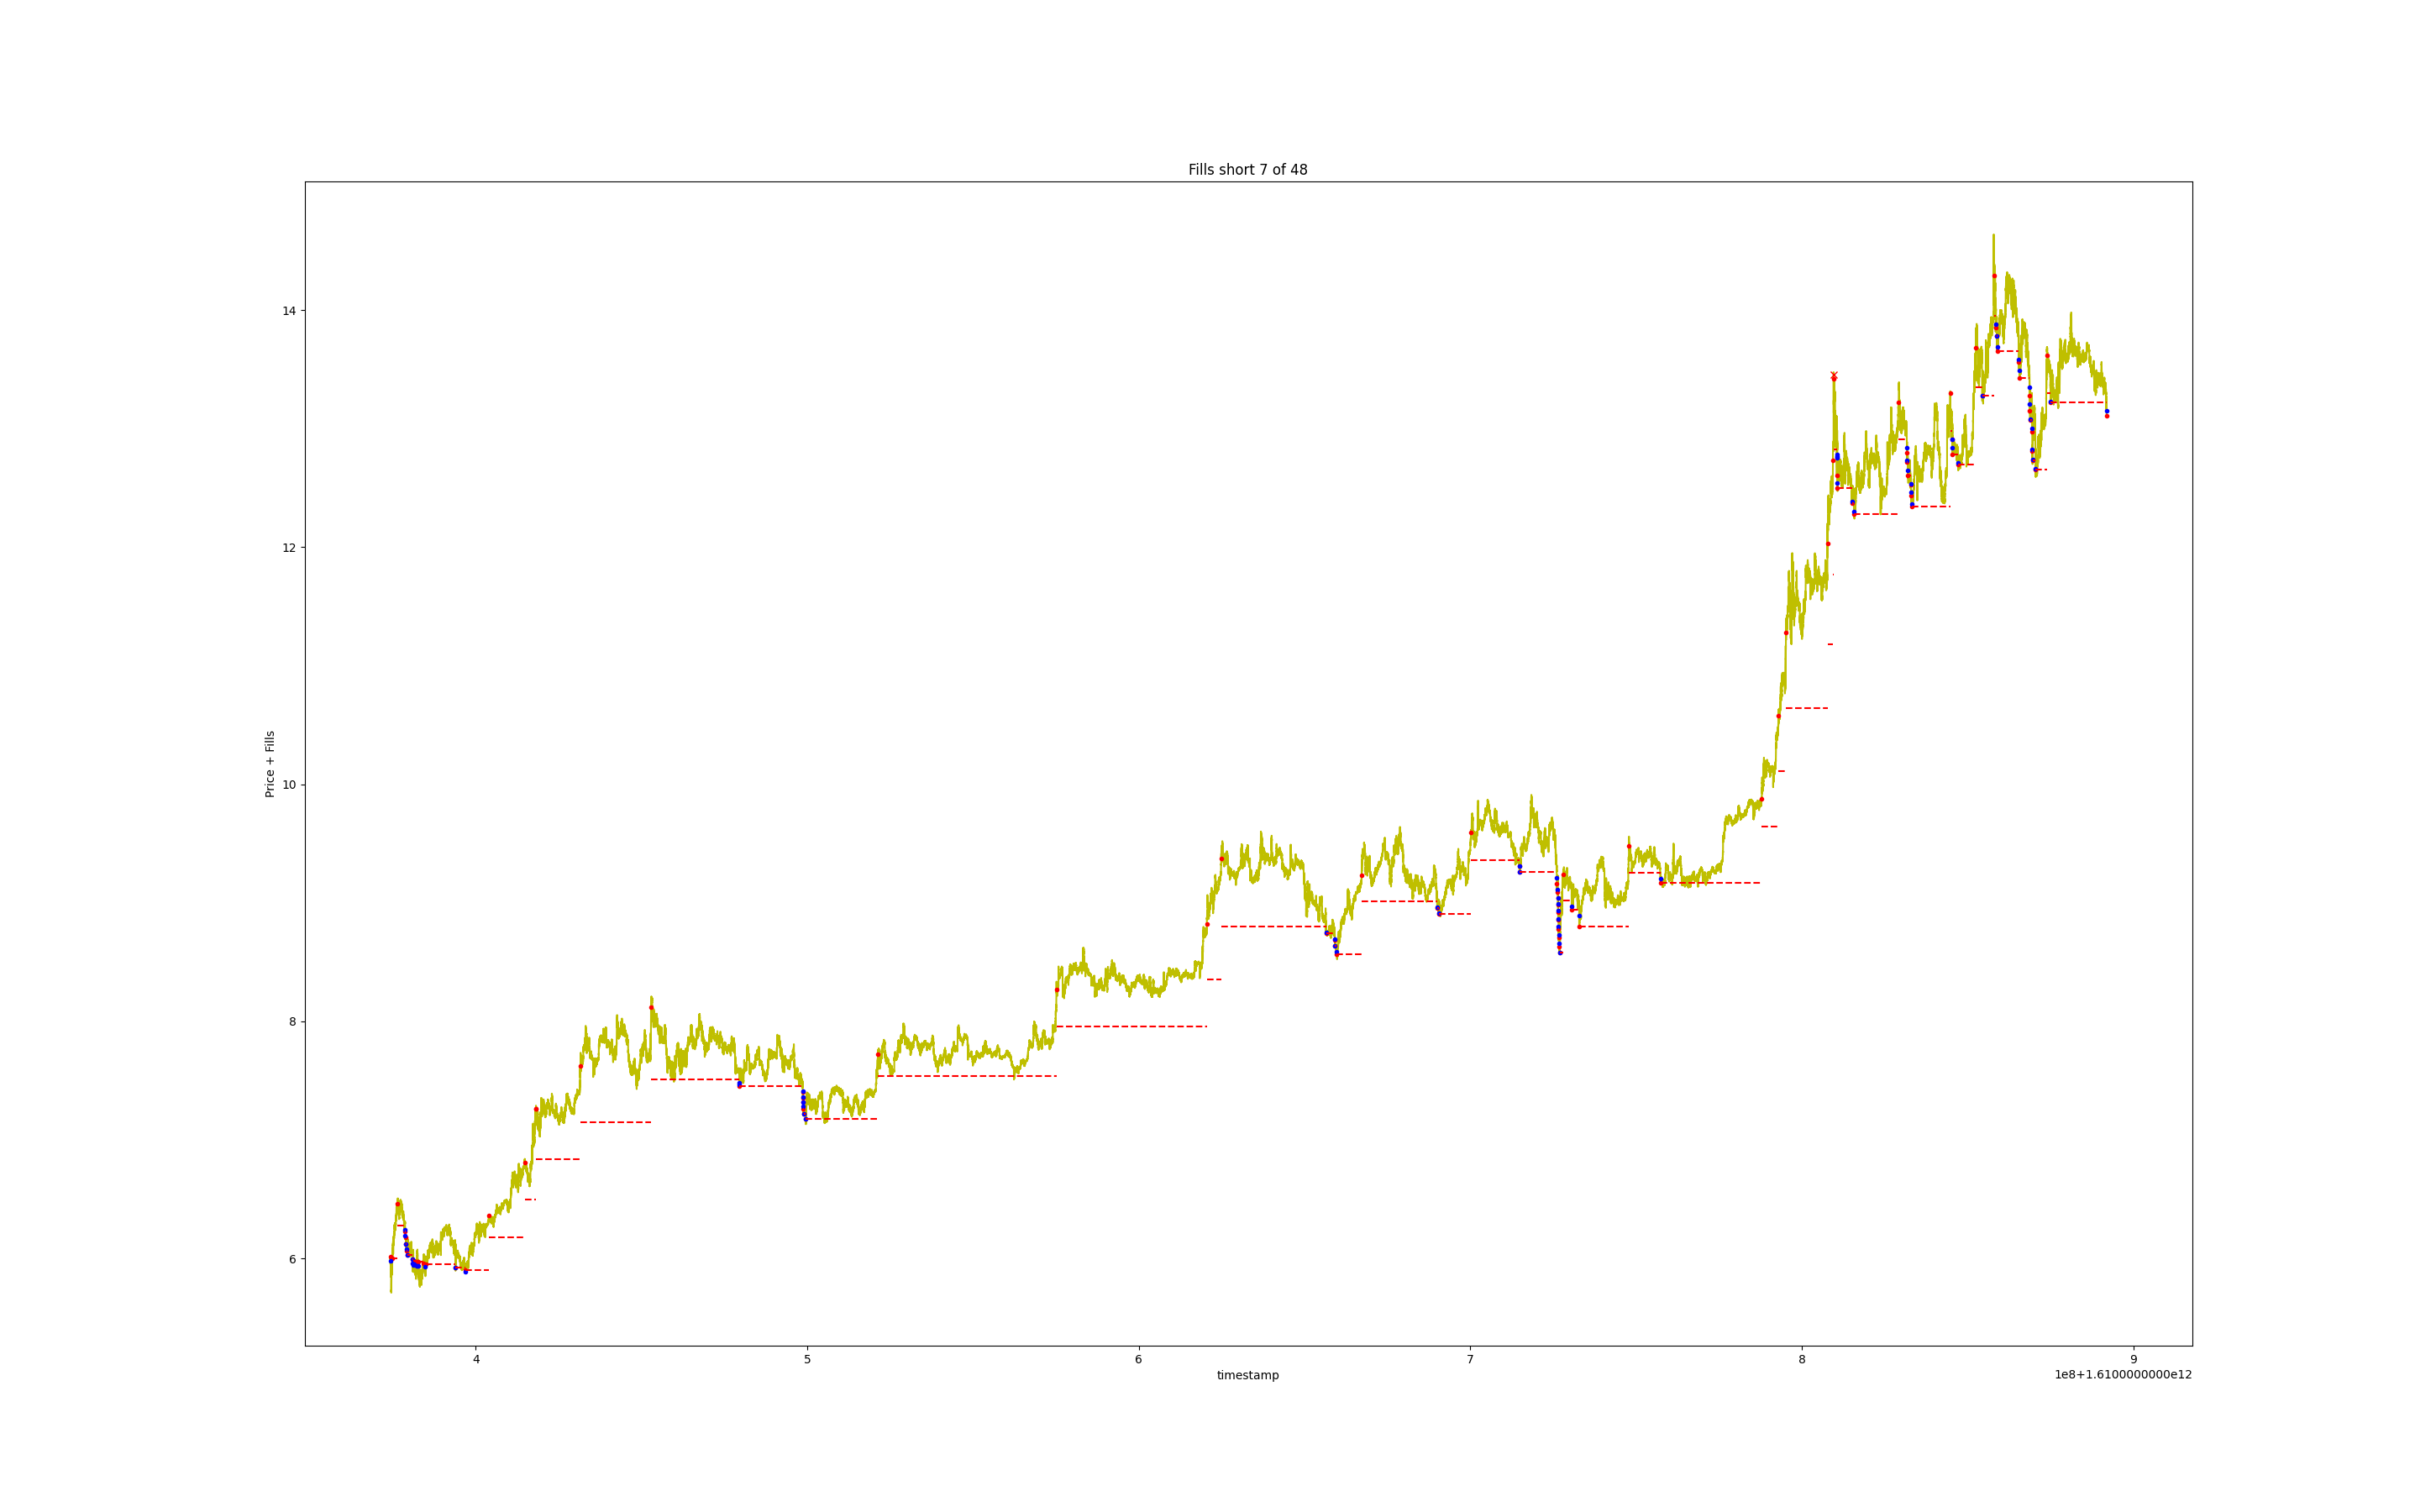 Fills short 7 of 48
Price + Fills
14
12
10
8
6
4 5 6 7 8 9
timestamp
1e8+1.6100000000e12